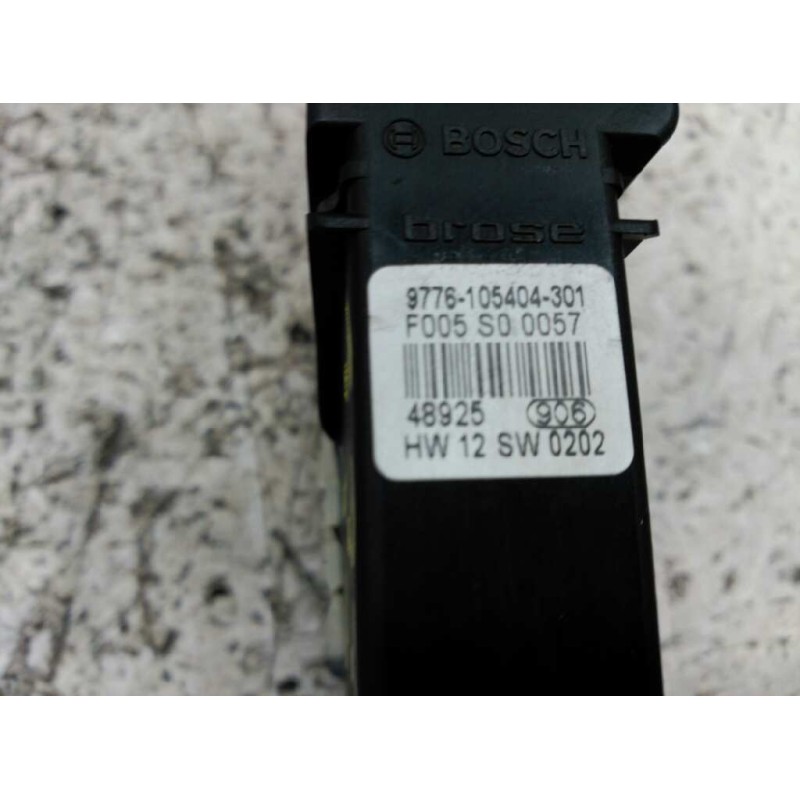 BOSCH
brose
9776-105404-301
F005 S0 0057
48925 906
HW 12 SW 0202